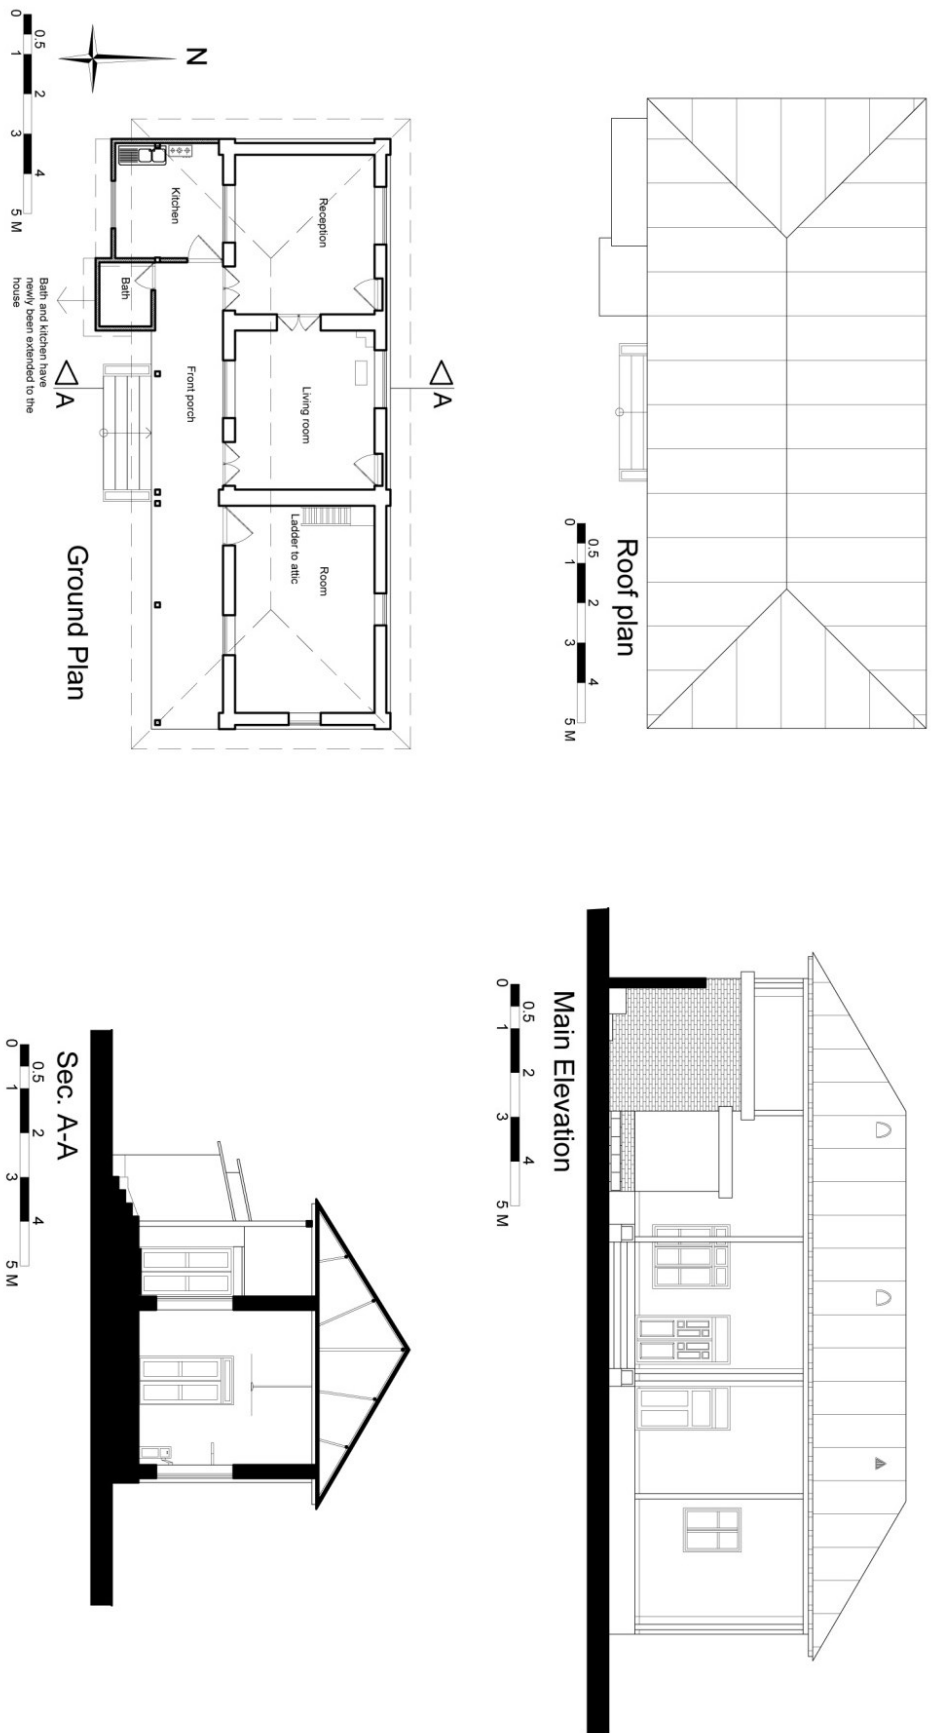 Roof plan
0 0.5 1 2 3 4 5 M
N
Reception
Kitchen
Living room
Room
Ladder to attic
Bath
Front porch
A
A
Bath and kitchen have
newly been extended to the
house
Ground Plan
0 0.5 1 2 3 4 5 M
Main Elevation
0 0.5 1 2 3 4 5 M
Sec. A-A
0 0.5 1 2 3 4 5 M